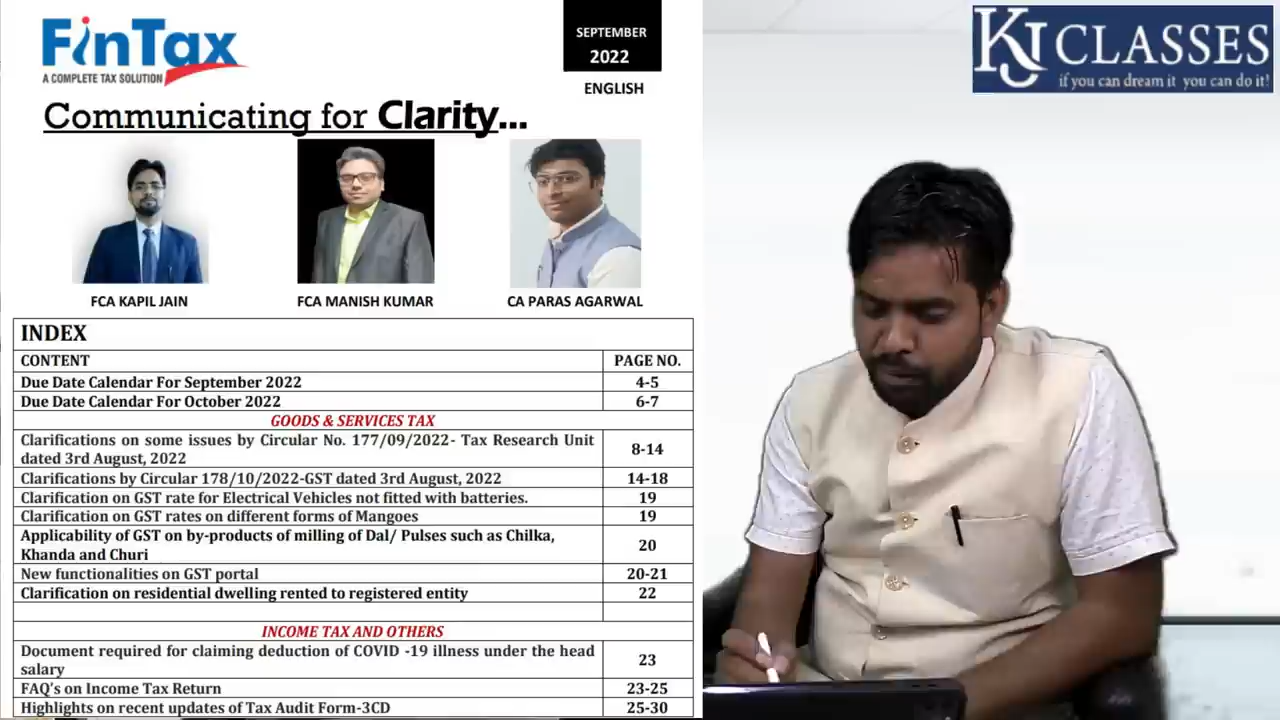 FinTax
A COMPLETE TAX SOLUTION
SEPTEMBER
2022
ENGLISH
Communicating for Clarity...
FCA KAPIL JAIN
FCA MANISH KUMAR
CA PARAS AGARWAL
INDEX
CONTENT PAGE NO.
Due Date Calendar For September 2022 4-5
Due Date Calendar For October 2022 6-7
GOODS & SERVICES TAX
Clarifications on some issues by Circular No. 177/09/2022- Tax Research Unit
dated 3rd August, 2022 8-14
Clarifications by Circular 178/10/2022-GST dated 3rd August, 2022 14-18
Clarification on GST rate for Electrical Vehicles not fitted with batteries. 19
Clarification on GST rates on different forms of Mangoes 19
Applicability of GST on by-products of milling of Dal/ Pulses such as Chilka,
Khanda and Churi 20
New functionalities on GST portal 20-21
Clarification on residential dwelling rented to registered entity 22
INCOME TAX AND OTHERS
Document required for claiming deduction of COVID -19 illness under the head
salary 23
FAQ's on Income Tax Return 23-25
Highlights on recent updates of Tax Audit Form-3CD 25-30
KJ CLASSES
if you can dream it you can do it!